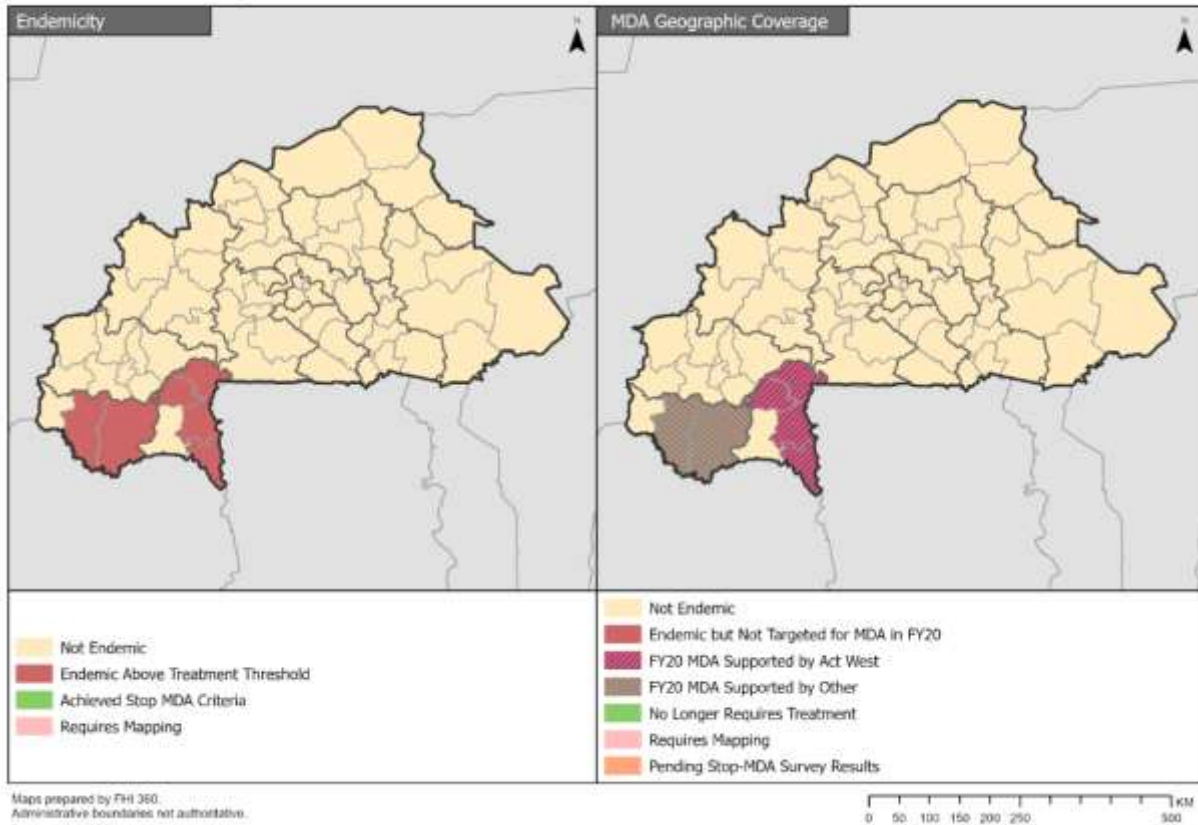 Endemicity
N
Not Endemic
Endemic Above Treatment Threshold
Achieved Stop MDA Criteria
Requires Mapping
MDA Geographic Coverage
N
Not Endemic
Endemic but Not Targeted for MDA in FY20
FY20 MDA Supported by Act West
FY20 MDA Supported by Other
No Longer Requires Treatment
Requires Mapping
Pending Stop-MDA Survey Results
Maps prepared by FHI 360.
Administrative boundaries not authoritative.
KM
0 50 100 150 200 250 500